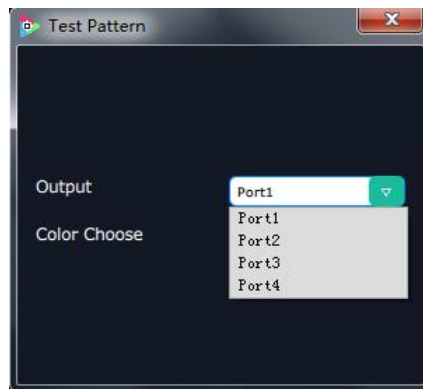 Test Pattern
Output
Port1
Color Choose
Port1
Port2
Port3
Port4